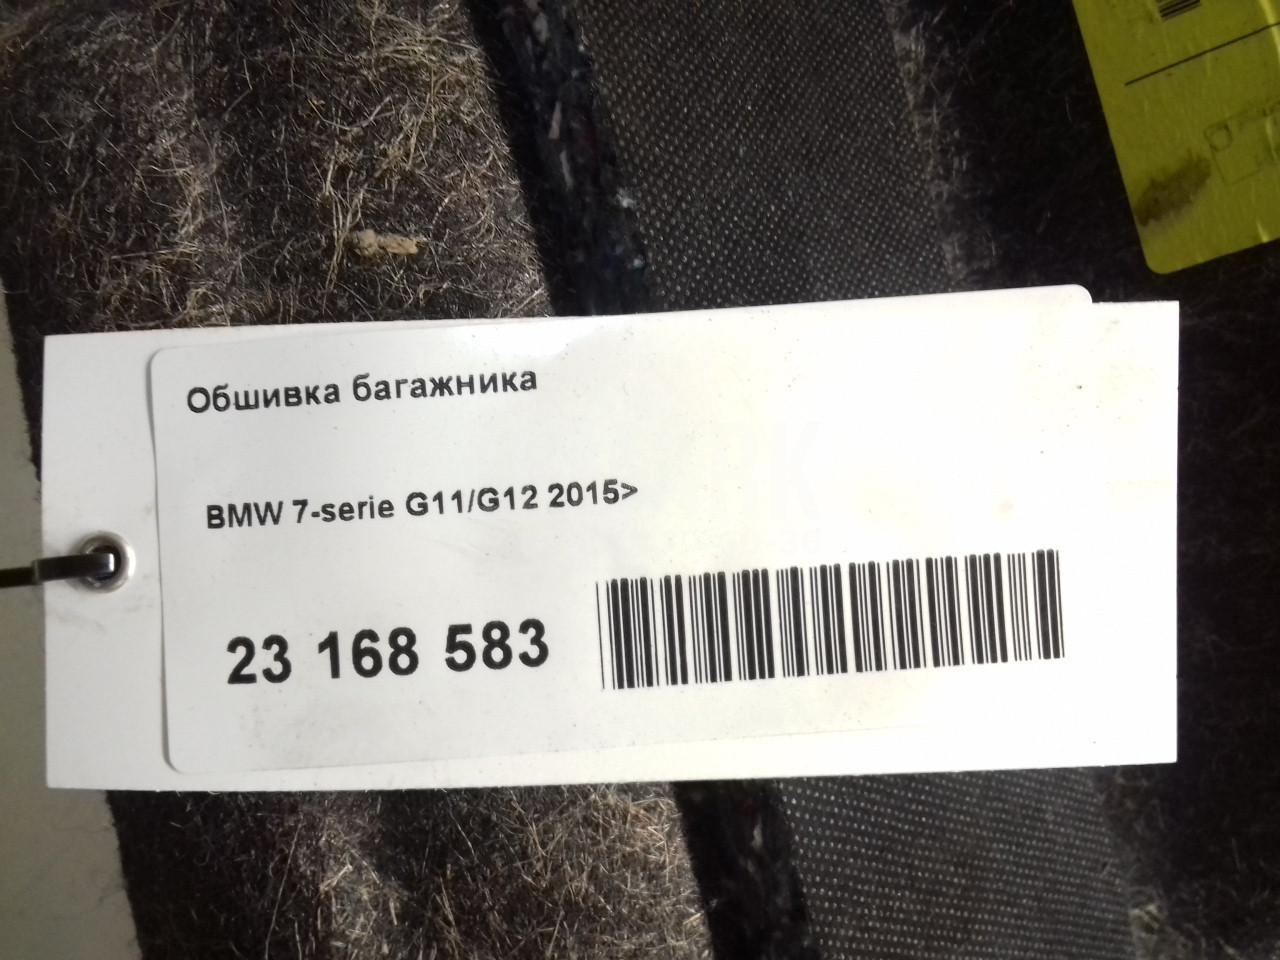 Обшивка багажника
BMW 7-serie G11/G12 2015>
23 168 583